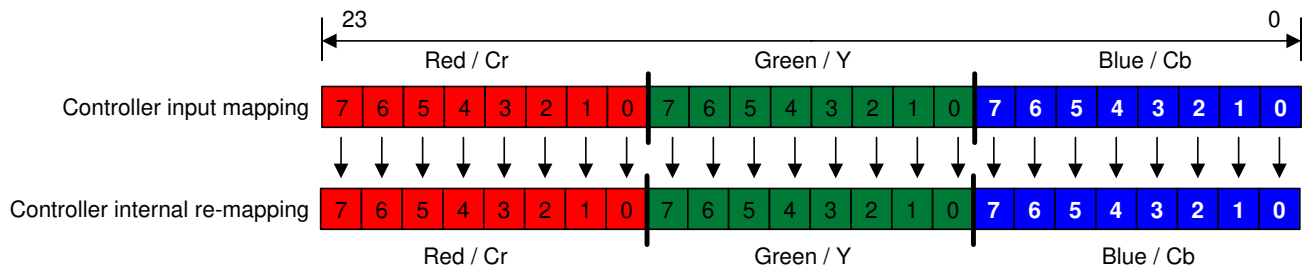 23 0
Red / Cr Green / Y Blue / Cb
Controller input mapping 7 6 5 4 3 2 1 0 7 6 5 4 3 2 1 0 7 6 5 4 3 2 1 0
Controller internal re-mapping 7 6 5 4 3 2 1 0 7 6 5 4 3 2 1 0 7 6 5 4 3 2 1 0
Red / Cr Green / Y Blue / Cb